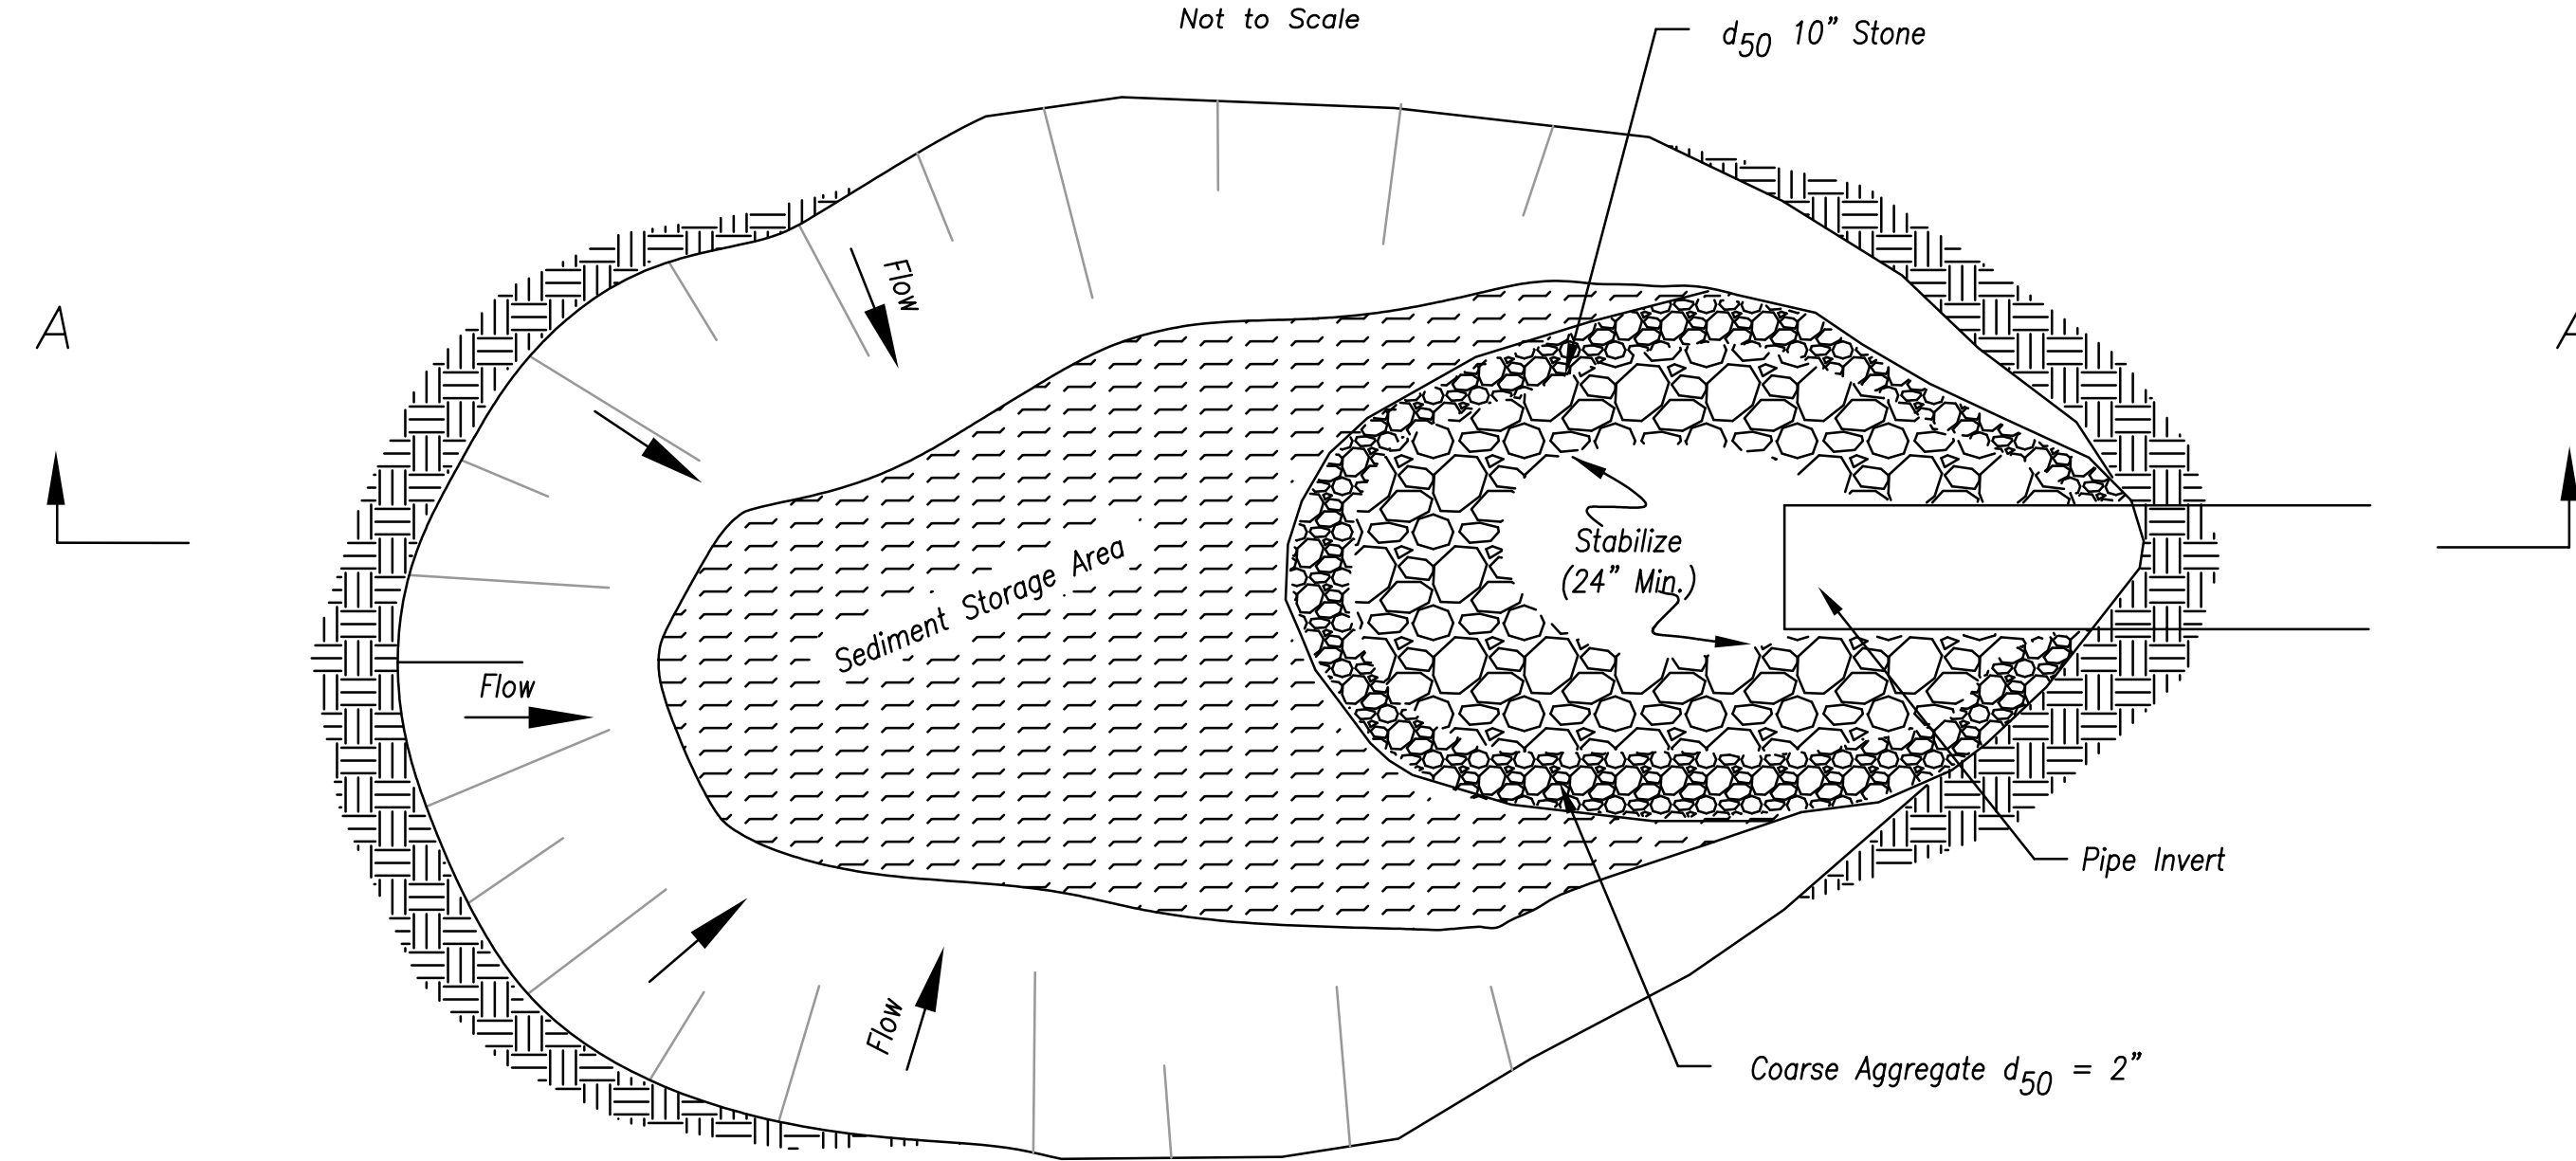 Not to Scale
d50 10" Stone
Flow
A
A
Stabilize
(24" Min.)
Sediment Storage Area
Flow
Pipe Invert
Flow
Coarse Aggregate d50 = 2"